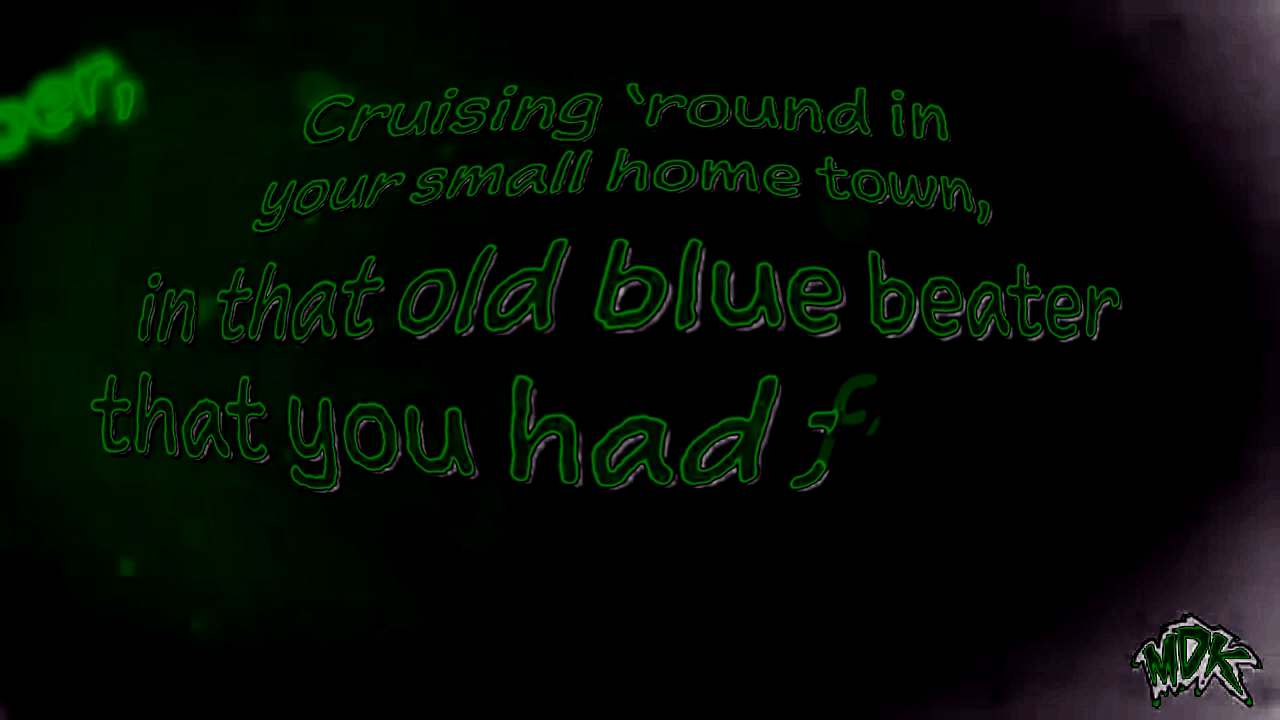 Cruising ‘round in
your small home town,
in that old blue beater
that you had
MDK